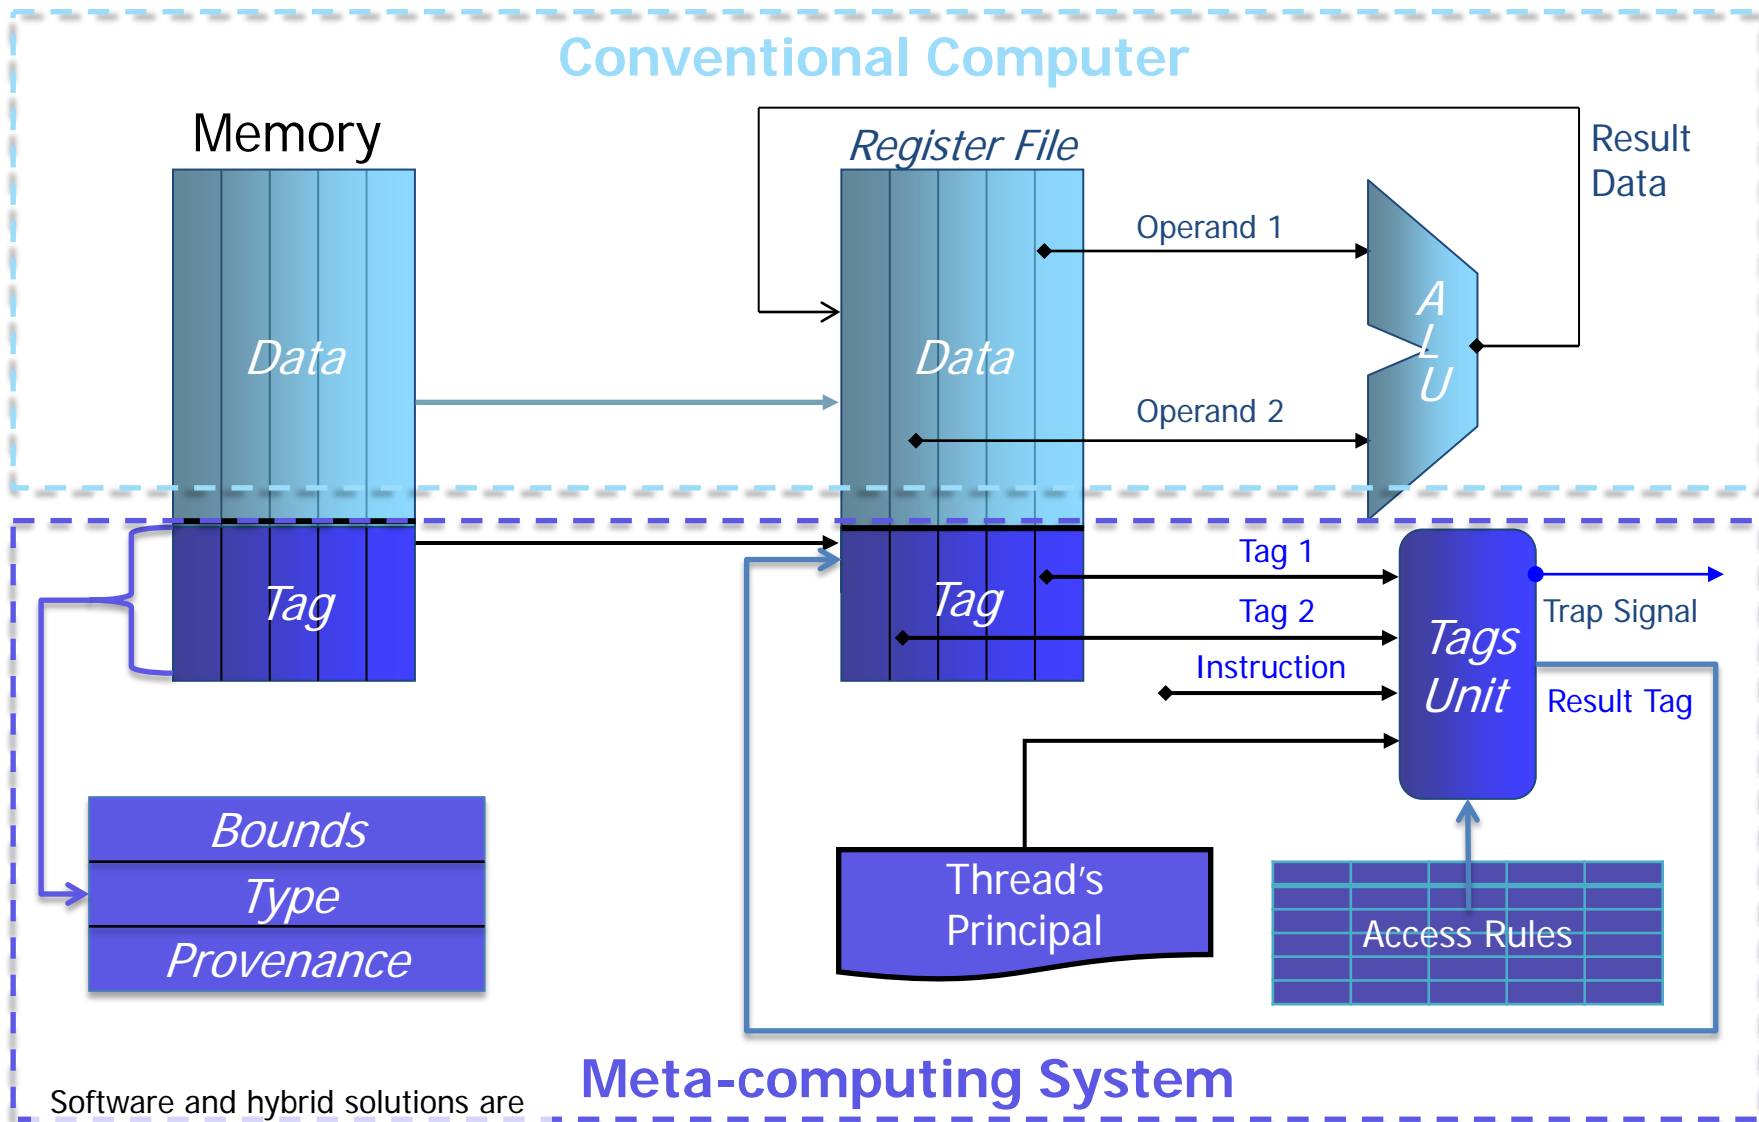 Conventional Computer
Memory
Register File
Result
Data
Operand 1
A
L
U
Data
Data
Operand 2
Tag 1
Tag
Tag
Tag 2
Trap Signal
Tags
Unit
Instruction
Result Tag
Bounds
Type
Provenance
Thread's
Principal
Access Rules
Meta-computing System
Software and hybrid solutions are